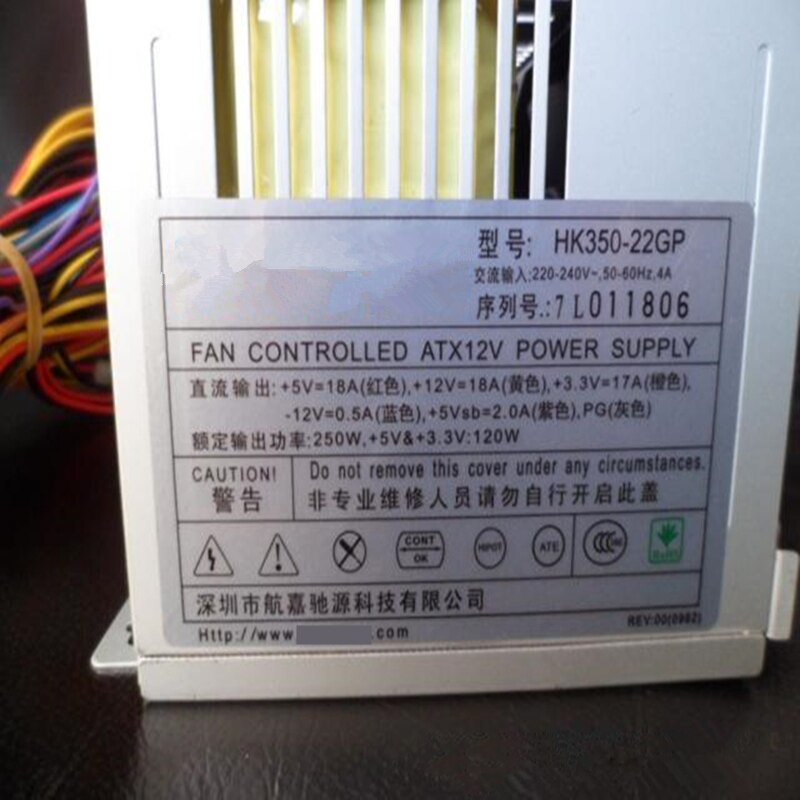 型号: HK350-22GP
交流输入:220-240V~,50-60Hz,4A
序列号.:7L011806
FAN CONTROLLED ATX12V POWER SUPPLY
直流输出: +5V=18A(红色),+12V=18A(黄色),+3.3V=17A(橙色),
-12V=0.5A(蓝色),+5Vsb=2.0A(紫色),PG(灰色)
额定输出功率:250W,+5V&+3.3V:120W
CAUTION!
警告
Do not remove this cover under any circumstances.
非专业维修人员请勿自行开启此盖
CONT
OK
HIPOT
ATE
RoHS
深圳市航嘉驰源科技有限公司
Http://www .com
REV:00(0982)